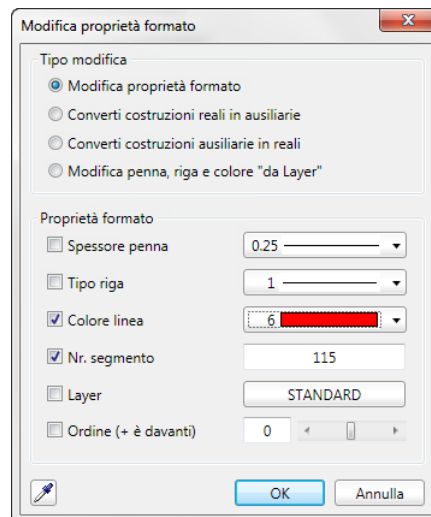 Modifica proprietà formato
Tipo modifica
Modifica proprietà formato
Converti costruzioni reali in ausiliarie
Converti costruzioni ausiliarie in reali
Modifica penna, riga e colore "da Layer"
Proprietà formato
Spessore penna 0.25
Tipo riga 1
Colore linea 6
Nr. segmento 115
Layer STANDARD
Ordine (+ è davanti) 0
OK Annulla